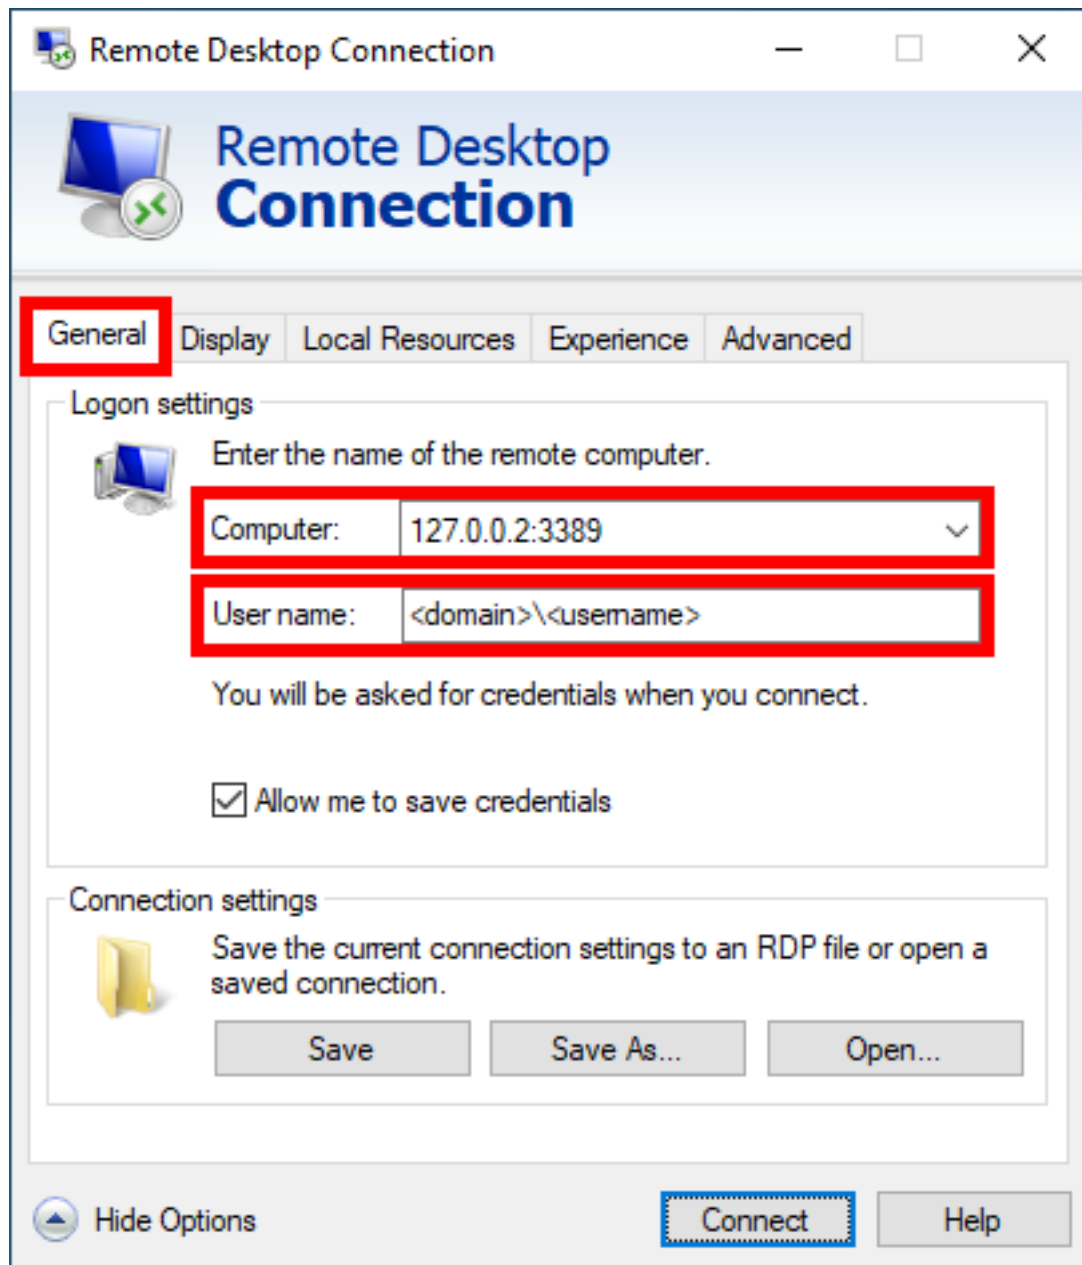 Remote Desktop Connection
Remote Desktop
Connection
General Display Local Resources Experience Advanced
Logon settings
Enter the name of the remote computer.
Computer: 127.0.0.2:3389
User name: <domain>\<username>
You will be asked for credentials when you connect.
Allow me to save credentials
Connection settings
Save the current connection settings to an RDP file or open a
saved connection.
Save Save As... Open...
Hide Options Connect Help